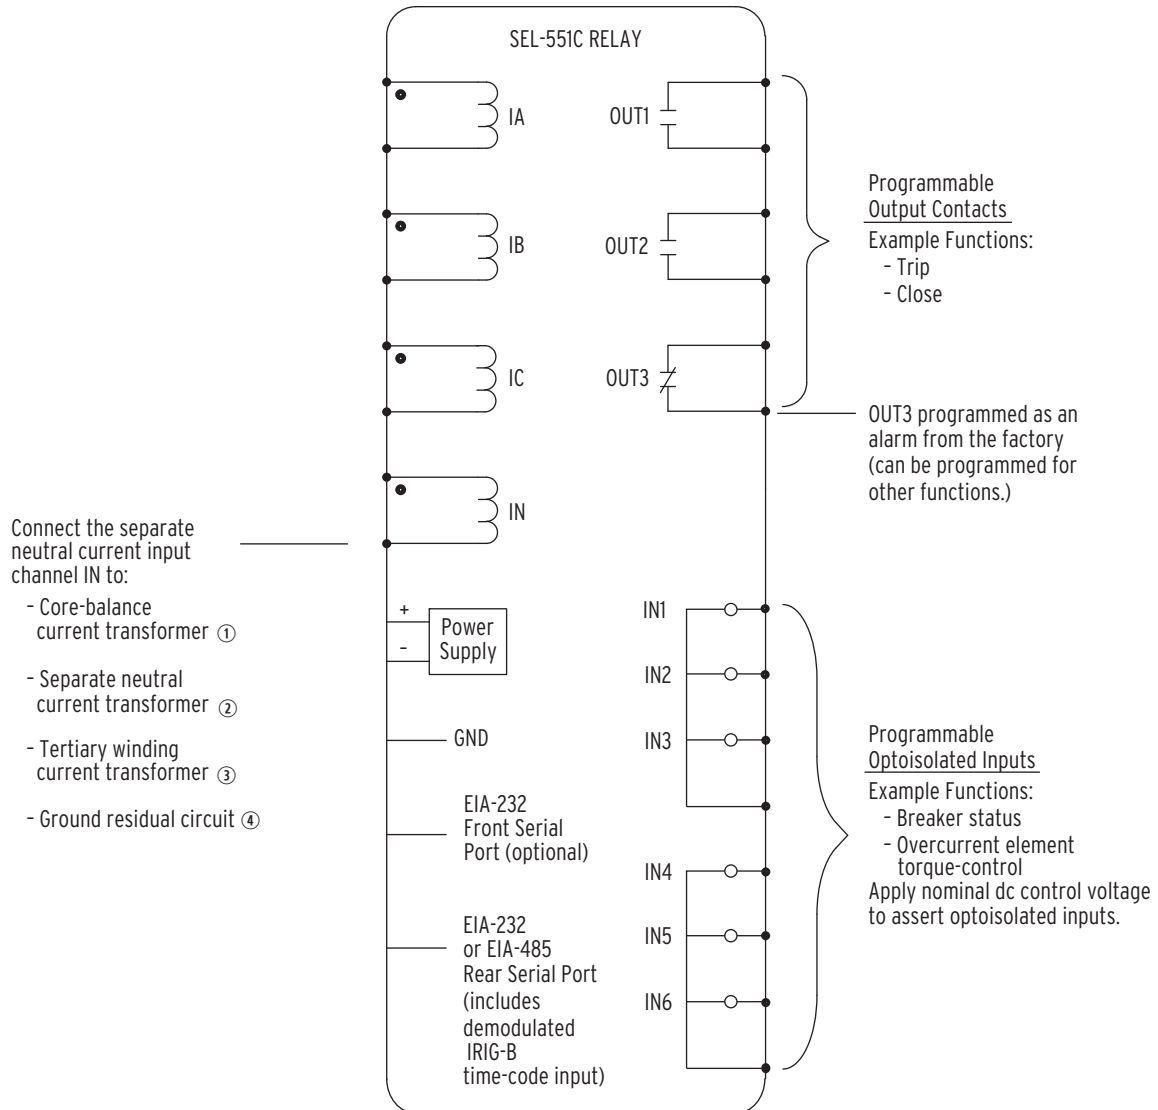 SEL-551C RELAY
IA
IB
IC
IN
OUT1
OUT2
OUT3
Programmable
Output Contacts
Example Functions:
- Trip
- Close
OUT3 programmed as an
alarm from the factory
(can be programmed for
other functions.)
Connect the separate
neutral current input
channel IN to:
- Core-balance
current transformer ①
- Separate neutral
current transformer ②
- Tertiary winding
current transformer ③
- Ground residual circuit ④
+
-
Power
Supply
GND
EIA-232
Front Serial
Port (optional)
EIA-232
or EIA-485
Rear Serial Port
(includes
demodulated
IRIG-B
time-code input)
IN1
IN2
IN3
IN4
IN5
IN6
Programmable
Optoisolated Inputs
Example Functions:
- Breaker status
- Overcurrent element
torque-control
Apply nominal dc control voltage
to assert optoisolated inputs.